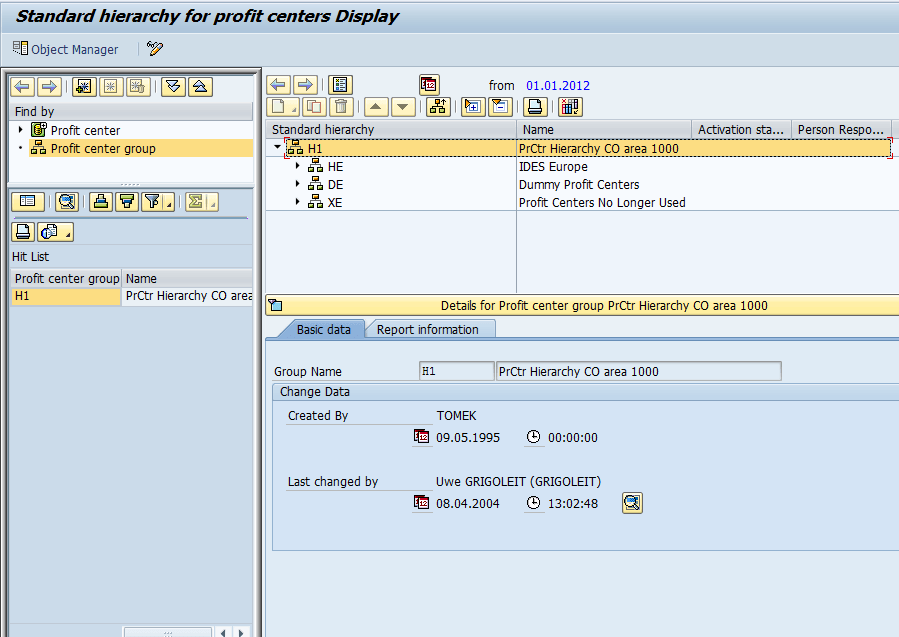 Standard hierarchy for profit centers Display
Object Manager
from 01.01.2012
Find by
Profit center
Profit center group
Standard hierarchy Name Activation sta... Person Respo...
H1 PrCtr Hierarchy CO area 1000
HE IDES Europe
DE Dummy Profit Centers
XE Profit Centers No Longer Used
Hit List
Profit center group Name
H1 PrCtr Hierarchy CO area
Details for Profit center group PrCtr Hierarchy CO area 1000
Basic data Report information
Group Name H1 PrCtr Hierarchy CO area 1000
Change Data
Created By TOMEK
09.05.1995 00:00:00
Last changed by Uwe GRIGOLEIT (GRIGOLEIT)
08.04.2004 13:02:48